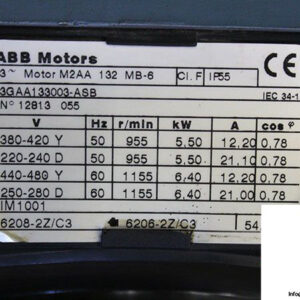 ABB Motors
CE
3~ Motor M2AA 132 MB-6 Cl. F IP55
3GAA133003-ASB IEC 34-1
N° 12813 055
V Hz r/min kW A cos φ
380-420 Y 50 955 5.50 12.20 0.78
220-240 D 50 955 5.50 21.10 0.78
440-480 Y 60 1155 6.40 12.20 0.78
250-280 D 60 1155 6.40 21.00 0.78
IM1001
6208-2Z/C3 6206-2Z/C3 54